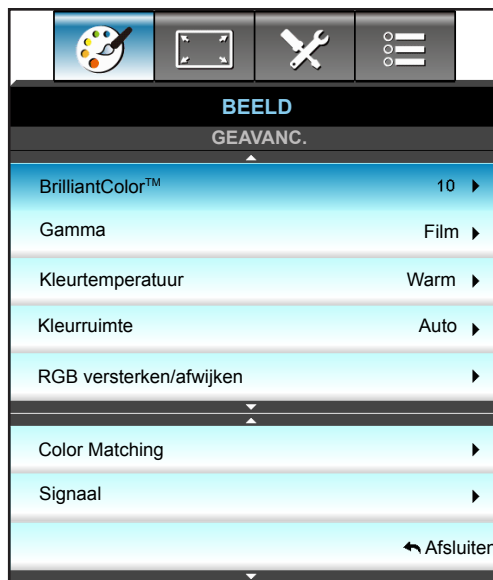 BEELD
GEAVANC.
BrilliantColor™ 10
Gamma Film
Kleurtemperatuur Warm
Kleurruimte Auto
RGB versterken/afwijken
Color Matching
Signaal
Afsluiten